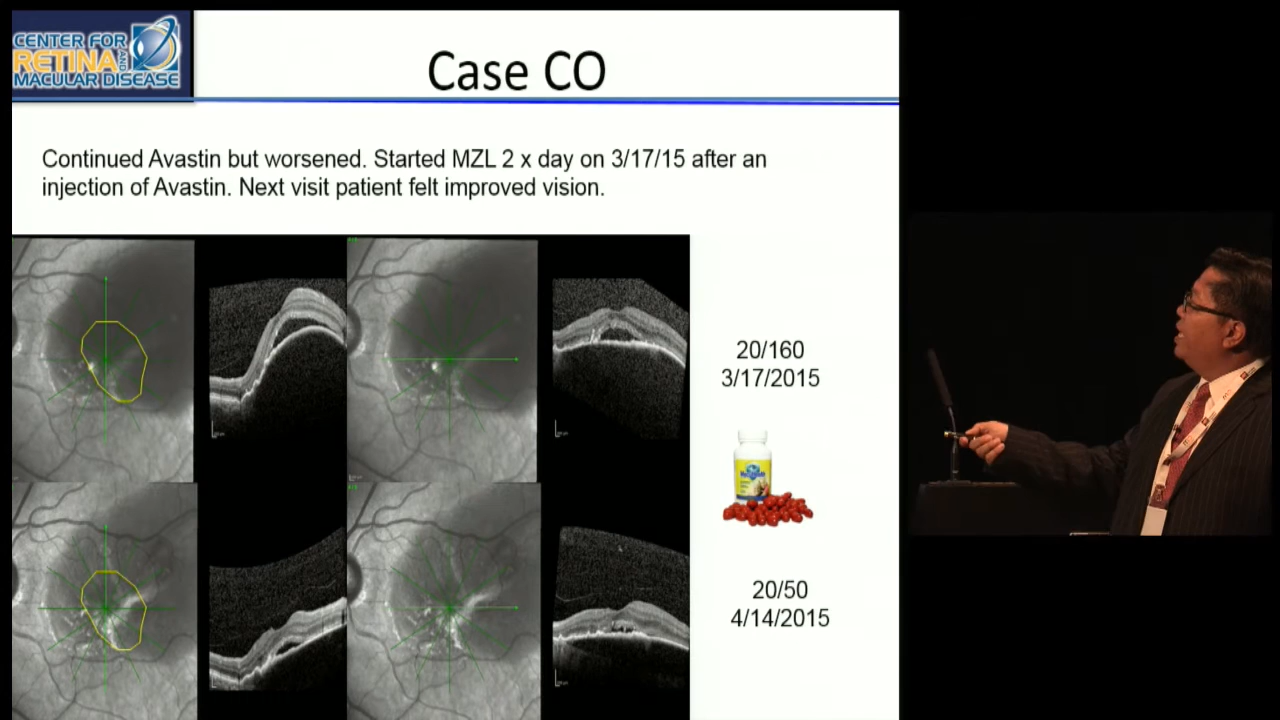 CENTER FOR
RETINA AND
MACULAR DISEASE
Case CO
Continued Avastin but worsened. Started MZL 2 x day on 3/17/15 after an
injection of Avastin. Next visit patient felt improved vision.
20/160
3/17/2015
20/50
4/14/2015